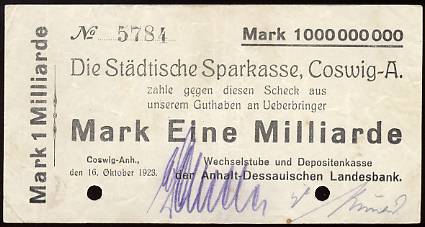 № 5784
Mark 1000000000
Mark 1 Milliarde
Die Städtische Sparkasse, Coswig-A.
zahle gegen diesen Scheck aus
unserem Guthaben an Ueberbringer
Mark Eine Milliarde
Coswig-Anh.,
den 16. Oktober 1923.
Wechselstube und Depositenkasse
der Anhalt-Dessauischen Landesbank.